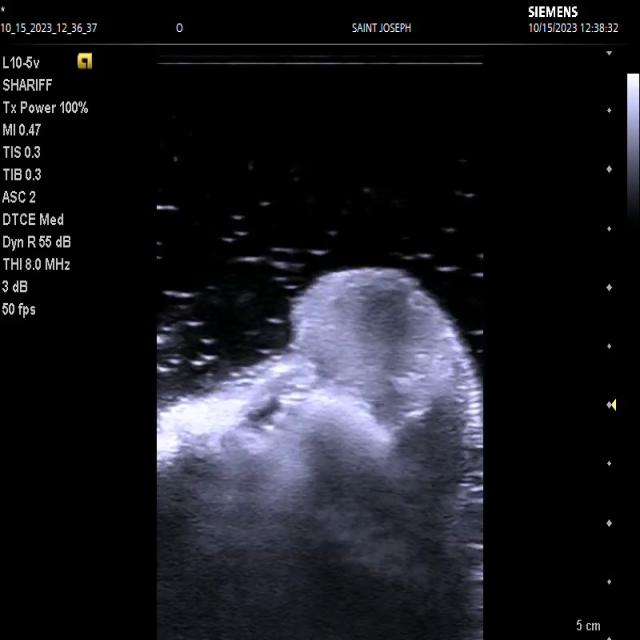 *
SIEMENS
10_15_2023_12_36_37 O SAINT JOSEPH 10/15/2023 12:38:32
L10-5v
SHARIFF
Tx Power 100%
MI 0.47
TIS 0.3
TIB 0.3
ASC 2
DTCE Med
Dyn R 55 dB
THI 8.0 MHz
3 dB
50 fps
5 cm